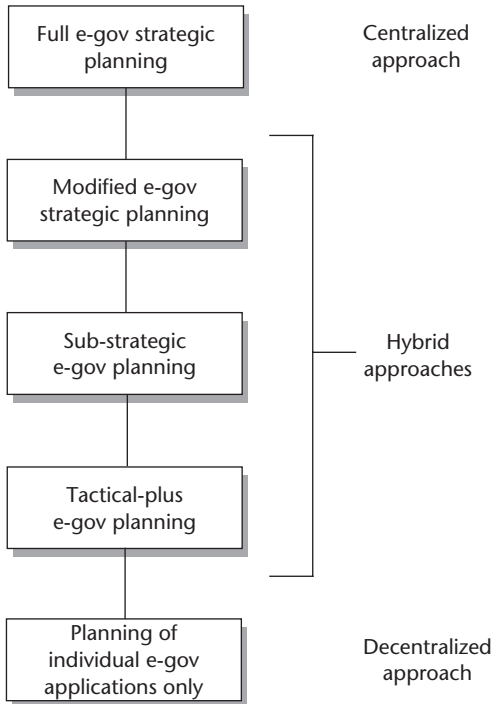 Full e-gov strategic
planning
Centralized
approach
Modified e-gov
strategic planning
Sub-strategic
e-gov planning
Hybrid
approaches
Tactical-plus
e-gov planning
Planning of
individual e-gov
applications only
Decentralized
approach